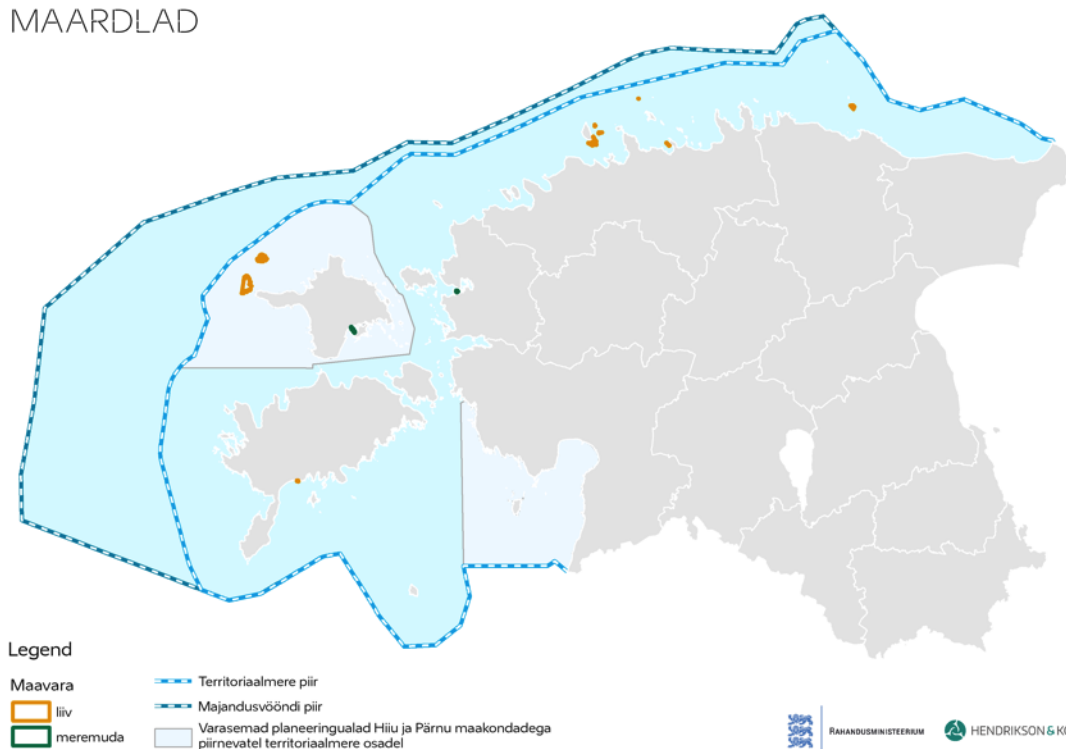 MAARDLAD
Legend
Maavara
liiv
meremuda
Territoriaalmere piir
Majandusvööndi piir
Varasemad planeeringualad Hiiu ja Pärnu maakondadega
piirnevatel territoriaalmere osadel
RAHANDUSMINISTEERIUM
HENDRIKSON & KO